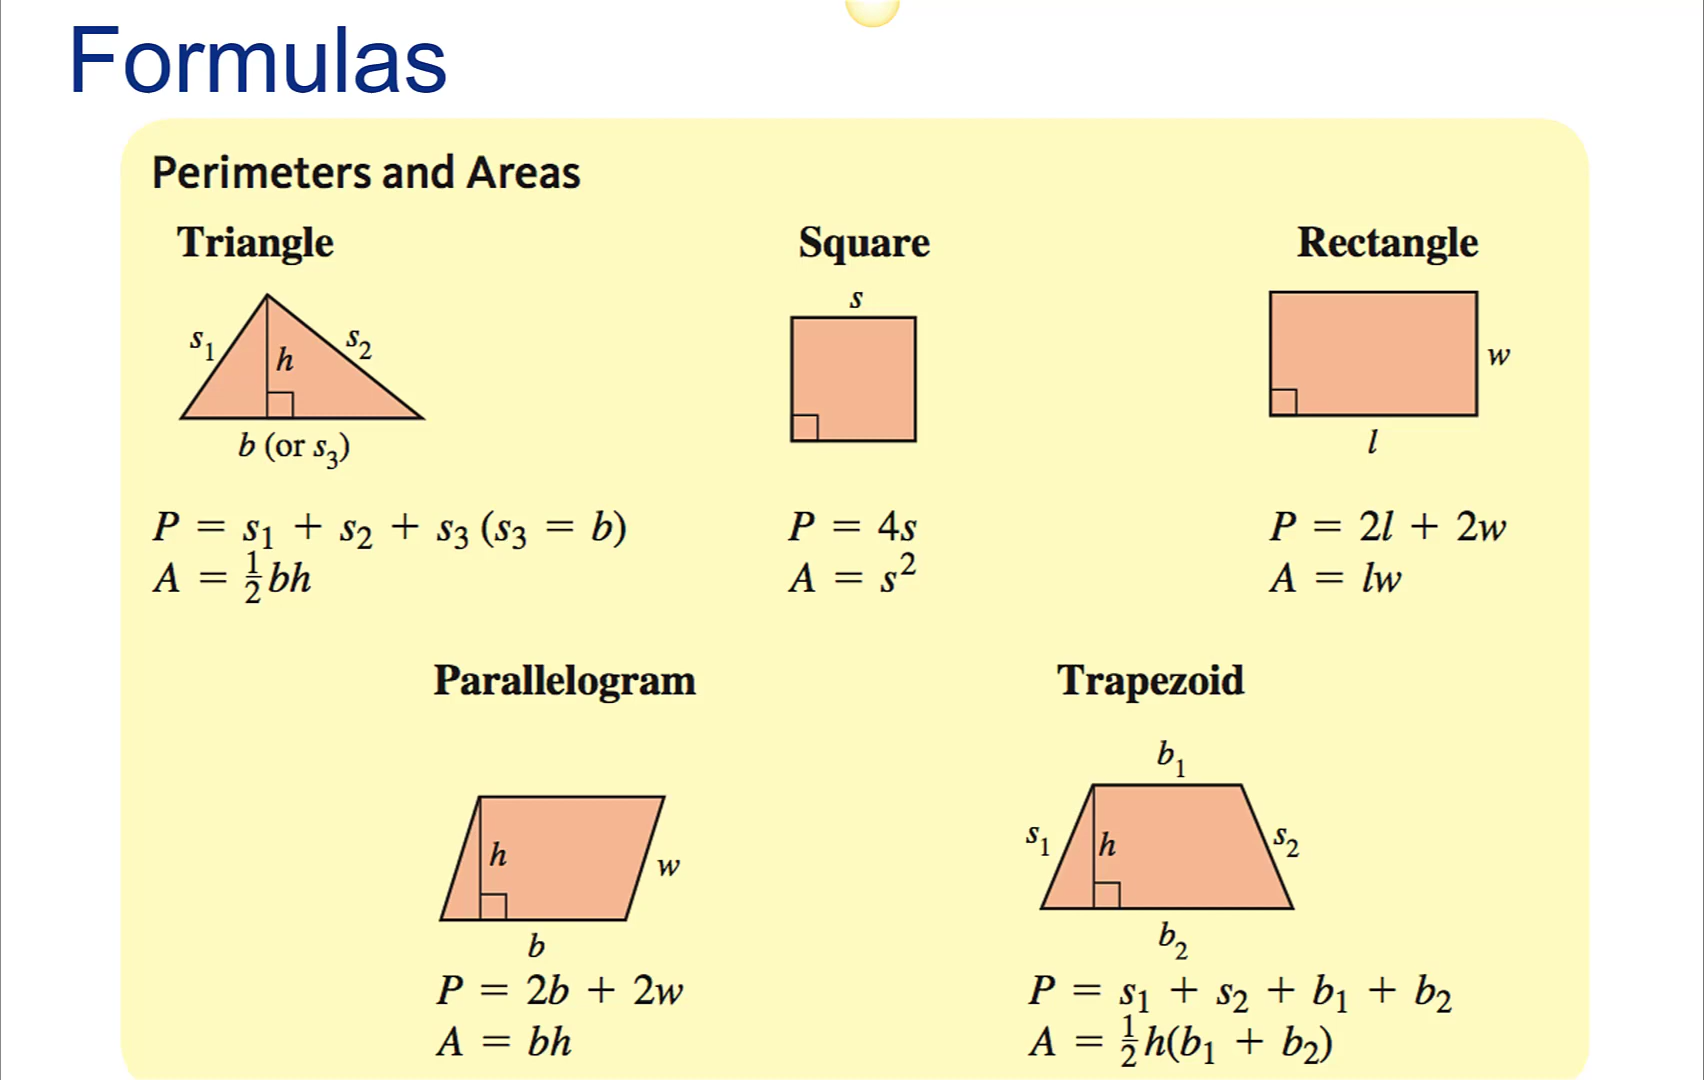 Formulas
Perimeters and Areas
Triangle
s₁
h
s₂
b (or s₃)
P = s₁ + s₂ + s₃ (s₃ = b)
A = ½bh
Square
s
P = 4s
A = s²
Rectangle
w
l
P = 2l + 2w
A = lw
Parallelogram
h
w
b
P = 2b + 2w
A = bh
Trapezoid
b₁
s₁
h
s₂
b₂
P = s₁ + s₂ + b₁ + b₂
A = ½h(b₁ + b₂)